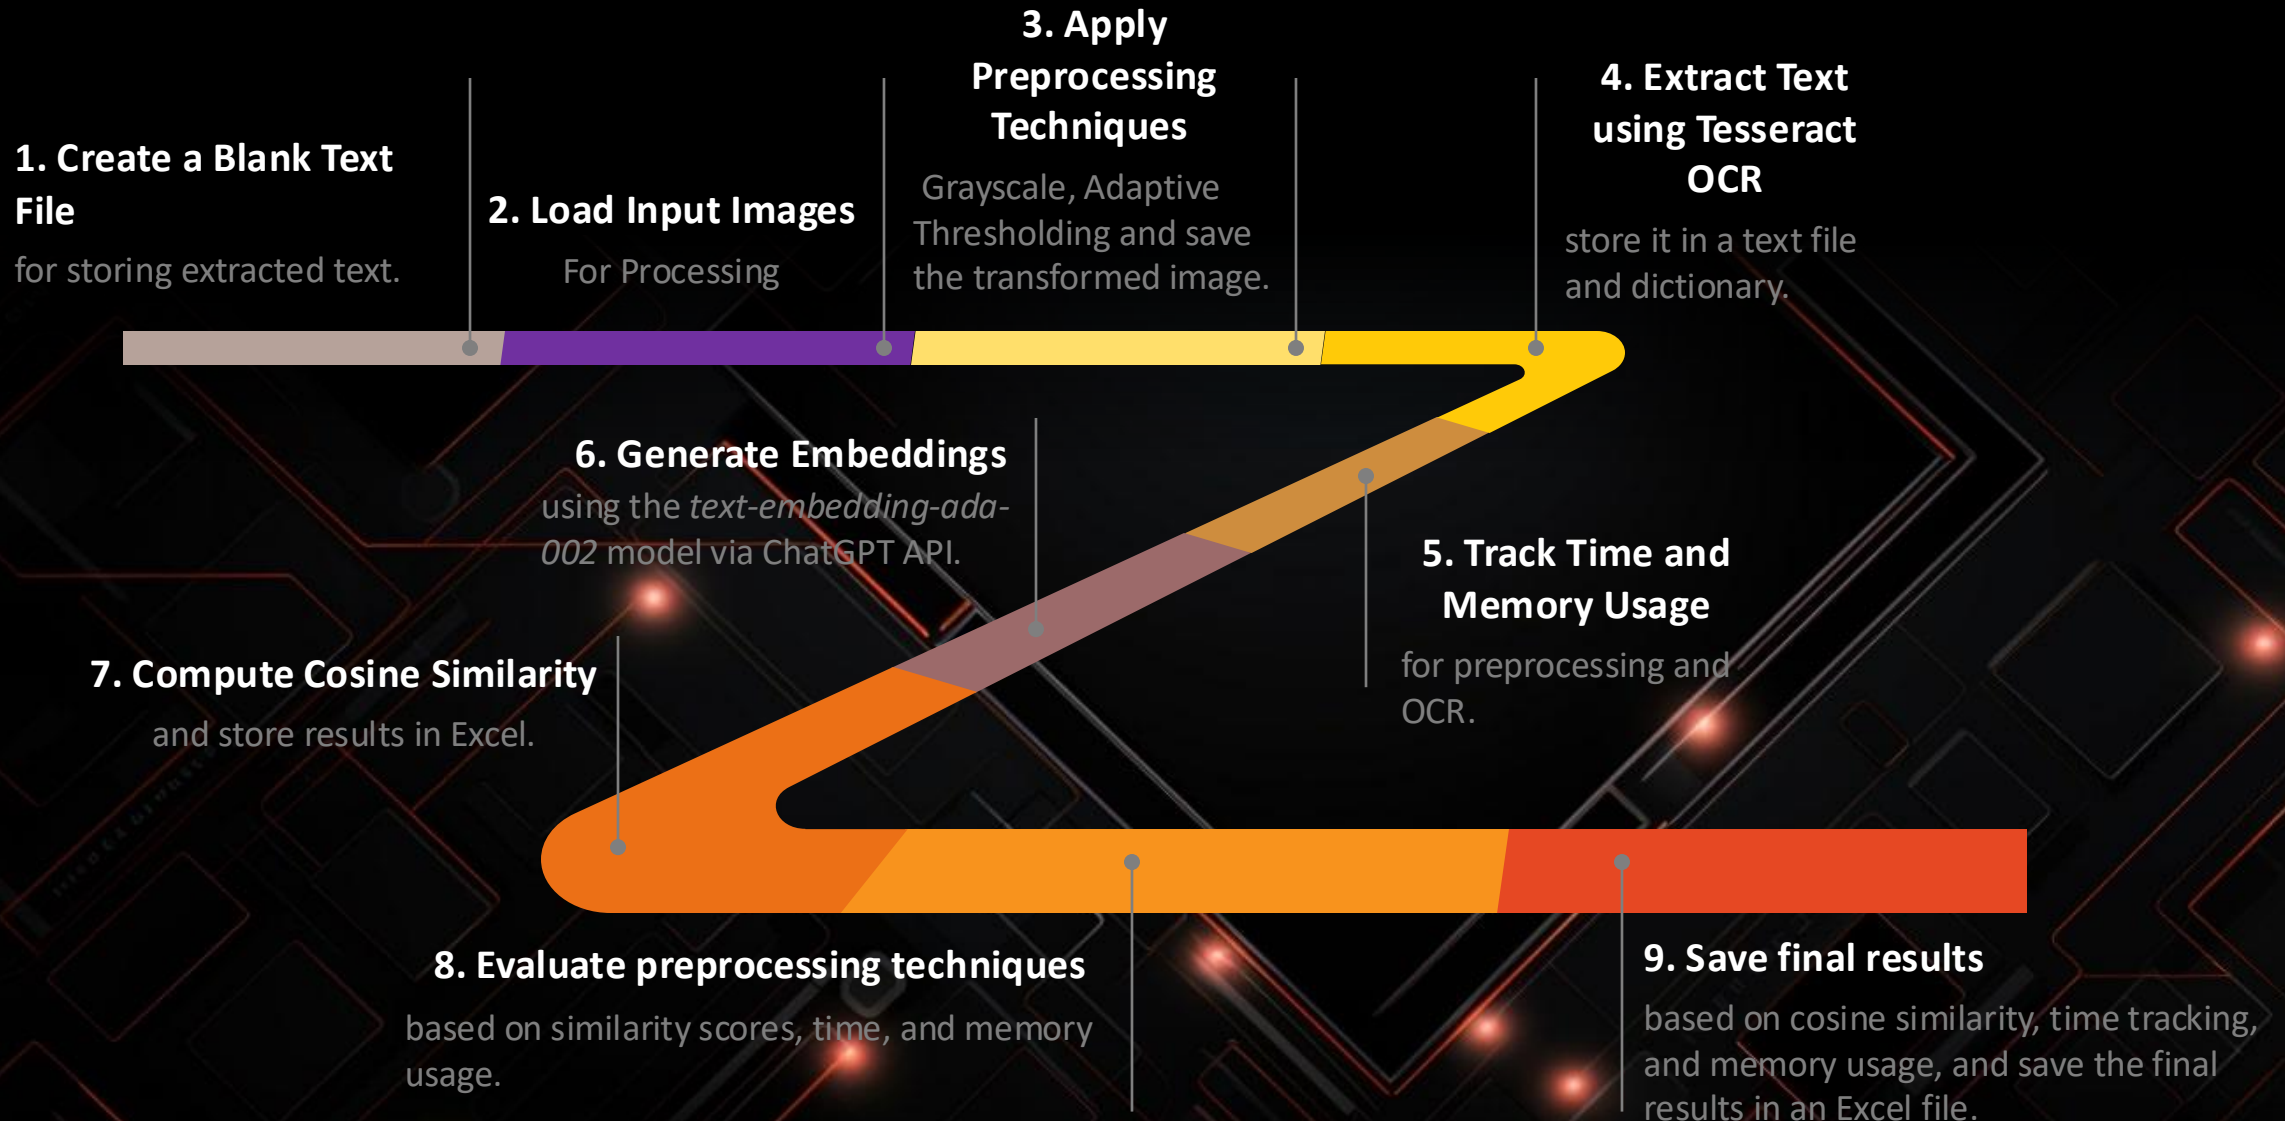 1. Create a Blank Text
File
for storing extracted text.
2. Load Input Images
For Processing
3. Apply
Preprocessing
Techniques
Grayscale, Adaptive
Thresholding and save
the transformed image.
4. Extract Text
using Tesseract
OCR
store it in a text file
and dictionary.
5. Track Time and
Memory Usage
for preprocessing and
OCR.
6. Generate Embeddings
using the text-embedding-ada-
002 model via ChatGPT API.
7. Compute Cosine Similarity
and store results in Excel.
8. Evaluate preprocessing techniques
based on similarity scores, time, and memory
usage.
9. Save final results
based on cosine similarity, time tracking,
and memory usage, and save the final
results in an Excel file.